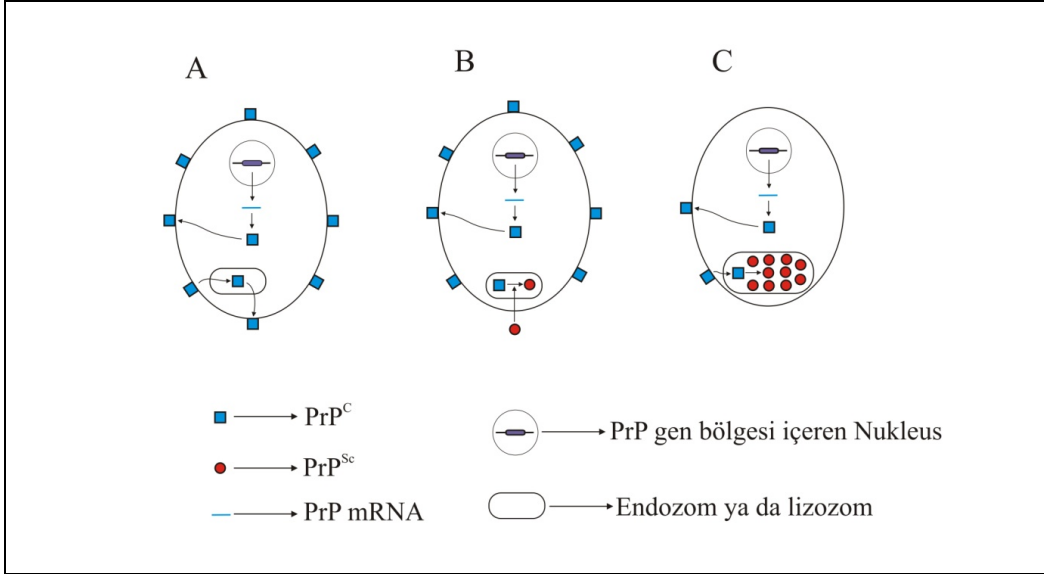 A
B
C
PrP^C
PrP^Sc
PrP mRNA
PrP gen bölgesi içeren Nukleus
Endozom ya da lizozom